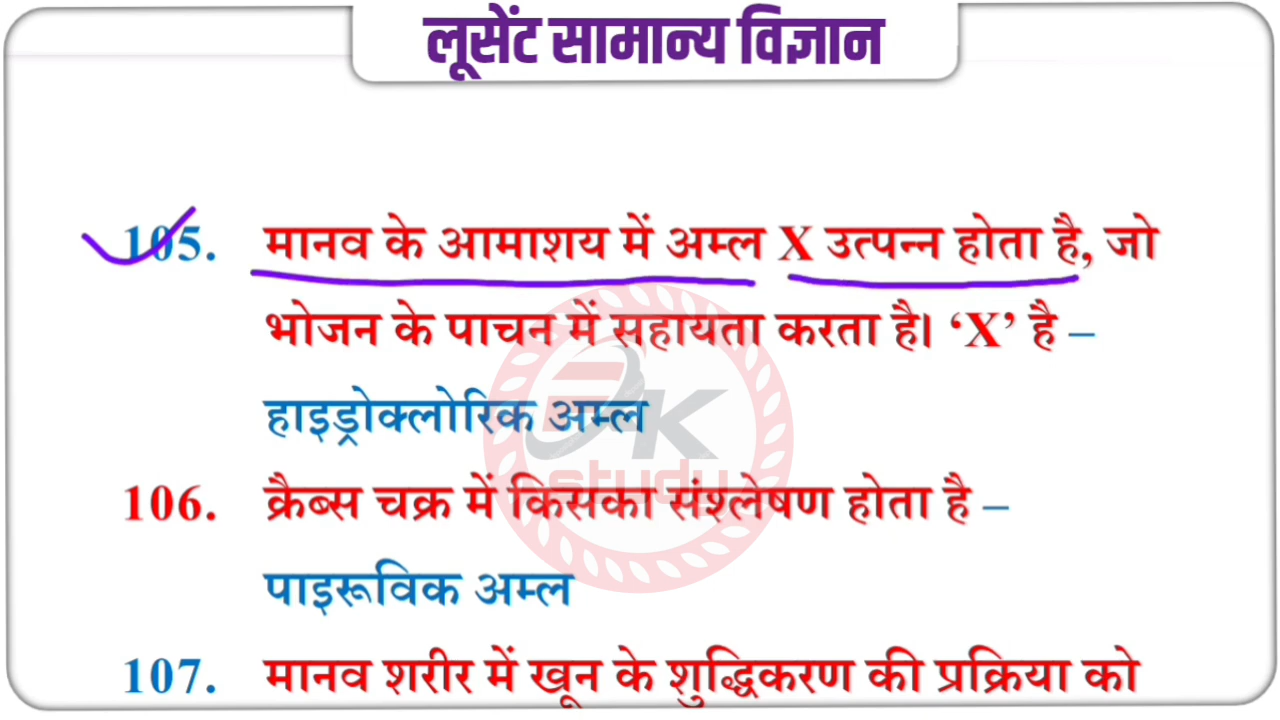 लूसेंट सामान्य विज्ञान
105. मानव के आमाशय में अम्ल X उत्पन्न होता है, जो
भोजन के पाचन में सहायता करता है। ‘X’ है –
हाइड्रोक्लोरिक अम्ल
106. क्रैब्स चक्र में किसका संश्लेषण होता है –
पाइरूविक अम्ल
107. मानव शरीर में खून के शुद्धिकरण की प्रक्रिया को
K
study